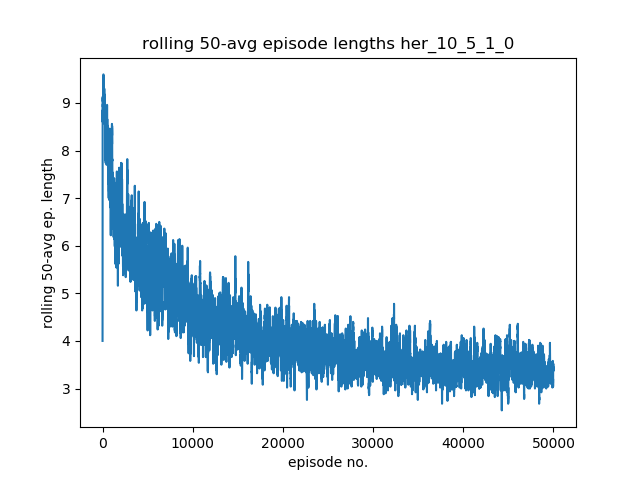 rolling 50-avg episode lengths her_10_5_1_0
rolling 50-avg ep. length
9
8
7
6
5
4
3
0 10000 20000 30000 40000 50000
episode no.